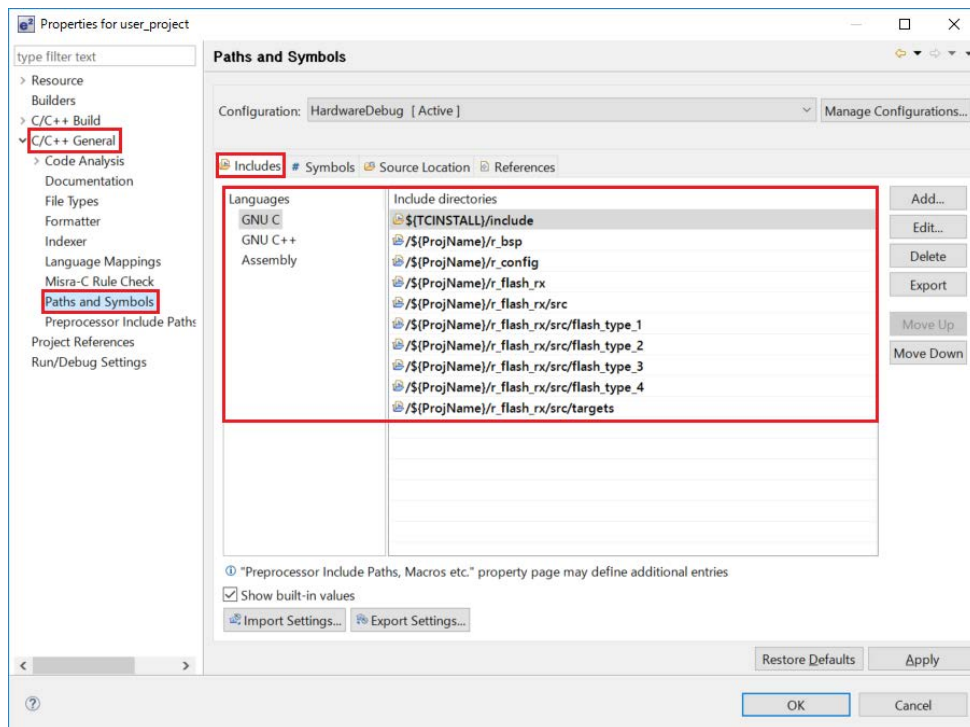 e² Properties for user_project
type filter text
Resource
Builders
C/C++ Build
C/C++ General
Code Analysis
Documentation
File Types
Formatter
Indexer
Language Mappings
Misra-C Rule Check
Paths and Symbols
Preprocessor Include Paths
Project References
Run/Debug Settings
Paths and Symbols
Configuration: HardwareDebug [ Active ]
Manage Configurations...
Includes # Symbols Source Location References
Languages
GNU C
GNU C++
Assembly
Include directories
${TCINSTALL}/include
/${ProjName}/r_bsp
/${ProjName}/r_config
/${ProjName}/r_flash_rx
/${ProjName}/r_flash_rx/src
/${ProjName}/r_flash_rx/src/flash_type_1
/${ProjName}/r_flash_rx/src/flash_type_2
/${ProjName}/r_flash_rx/src/flash_type_3
/${ProjName}/r_flash_rx/src/flash_type_4
/${ProjName}/r_flash_rx/src/targets
Add...
Edit...
Delete
Export
Move Up
Move Down
"Preprocessor Include Paths, Macros etc." property page may define additional entries
Show built-in values
Import Settings... Export Settings...
Restore Defaults Apply
? OK Cancel